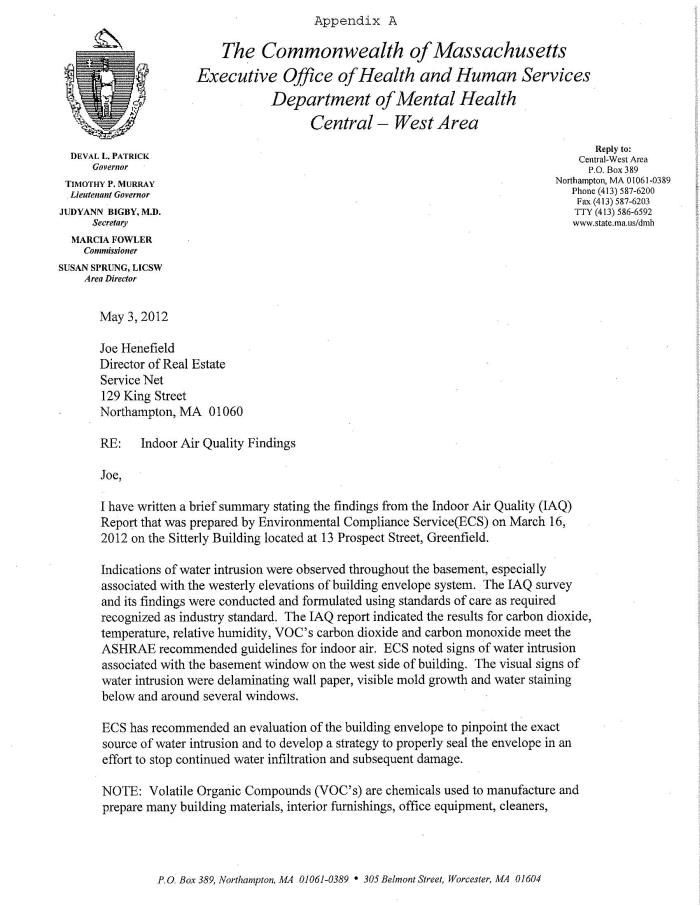 Appendix A
The Commonwealth of Massachusetts
Executive Office of Health and Human Services
Department of Mental Health
Central – West Area
DEVAL L. PATRICK
Governor
TIMOTHY P. MURRAY
Lieutenant Governor
JUDYANN BIGBY, M.D.
Secretary
MARCIA FOWLER
Commissioner
SUSAN SPRUNG, LICSW
Area Director
Reply to:
Central-West Area
P.O. Box 389
Northampton, MA 01061-0389
Phone (413) 587-6200
Fax (413) 587-6203
TTY (413) 586-6592
www.state.ma.us/dmh
May 3, 2012
Joe Henefield
Director of Real Estate
Service Net
129 King Street
Northampton, MA 01060
RE: Indoor Air Quality Findings
Joe,
I have written a brief summary stating the findings from the Indoor Air Quality (IAQ)
Report that was prepared by Environmental Compliance Service(ECS) on March 16,
2012 on the Sitterly Building located at 13 Prospect Street, Greenfield.
Indications of water intrusion were observed throughout the basement, especially
associated with the westerly elevations of building envelope system. The IAQ survey
and its findings were conducted and formulated using standards of care as required
recognized as industry standard. The IAQ report indicated the results for carbon dioxide,
temperature, relative humidity, VOC's carbon dioxide and carbon monoxide meet the
ASHRAE recommended guidelines for indoor air. ECS noted signs of water intrusion
associated with the basement window on the west side of building. The visual signs of
water intrusion were delaminating wall paper, visible mold growth and water staining
below and around several windows.
ECS has recommended an evaluation of the building envelope to pinpoint the exact
source of water intrusion and to develop a strategy to properly seal the envelope in an
effort to stop continued water infiltration and subsequent damage.
NOTE: Volatile Organic Compounds (VOC's) are chemicals used to manufacture and
prepare many building materials, interior furnishings, office equipment, cleaners,
P.O. Box 389, Northampton, MA 01061-0389 • 305 Belmont Street, Worcester, MA 01604